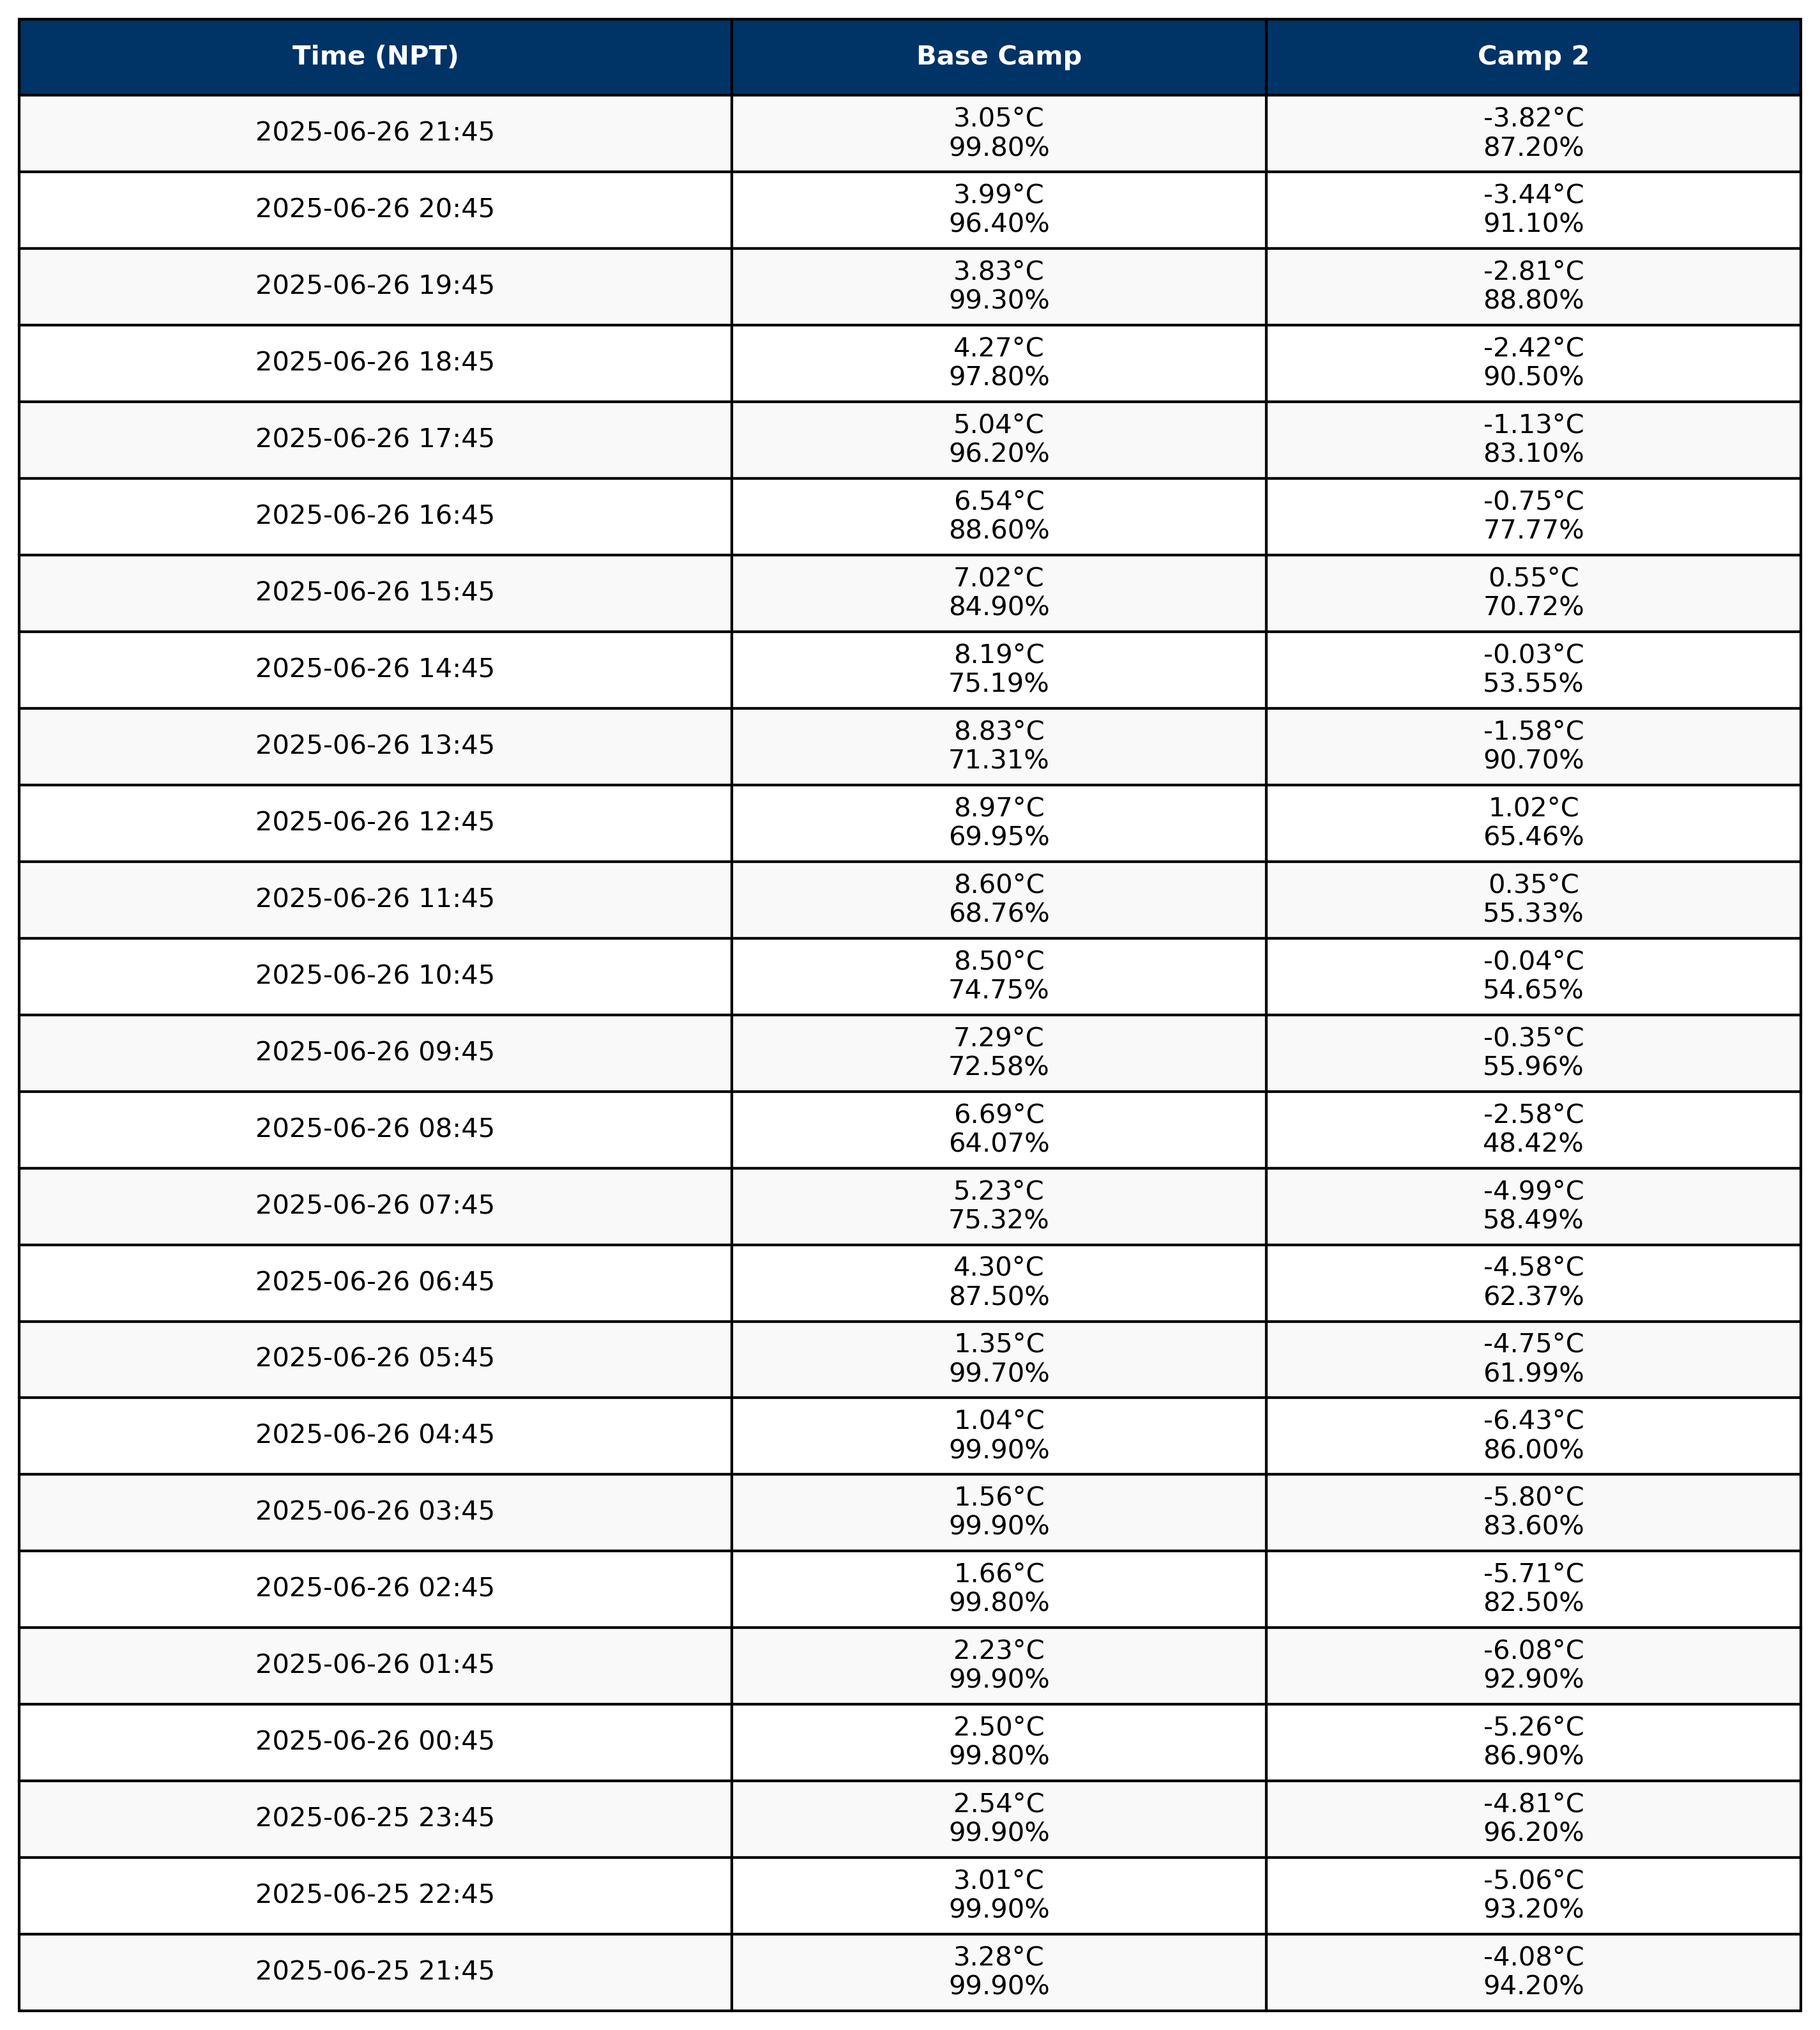 Time (NPT) Base Camp Camp 2
2025-06-26 21:45 3.05°C -3.82°C
99.80% 87.20%
2025-06-26 20:45 3.99°C -3.44°C
96.40% 91.10%
2025-06-26 19:45 3.83°C -2.81°C
99.30% 88.80%
2025-06-26 18:45 4.27°C -2.42°C
97.80% 90.50%
2025-06-26 17:45 5.04°C -1.13°C
96.20% 83.10%
2025-06-26 16:45 6.54°C -0.75°C
88.60% 77.77%
2025-06-26 15:45 7.02°C 0.55°C
84.90% 70.72%
2025-06-26 14:45 8.19°C -0.03°C
75.19% 53.55%
2025-06-26 13:45 8.83°C -1.58°C
71.31% 90.70%
2025-06-26 12:45 8.97°C 1.02°C
69.95% 65.46%
2025-06-26 11:45 8.60°C 0.35°C
68.76% 55.33%
2025-06-26 10:45 8.50°C -0.04°C
74.75% 54.65%
2025-06-26 09:45 7.29°C -0.35°C
72.58% 55.96%
2025-06-26 08:45 6.69°C -2.58°C
64.07% 48.42%
2025-06-26 07:45 5.23°C -4.99°C
75.32% 58.49%
2025-06-26 06:45 4.30°C -4.58°C
87.50% 62.37%
2025-06-26 05:45 1.35°C -4.75°C
99.70% 61.99%
2025-06-26 04:45 1.04°C -6.43°C
99.90% 86.00%
2025-06-26 03:45 1.56°C -5.80°C
99.90% 83.60%
2025-06-26 02:45 1.66°C -5.71°C
99.80% 82.50%
2025-06-26 01:45 2.23°C -6.08°C
99.90% 92.90%
2025-06-26 00:45 2.50°C -5.26°C
99.80% 86.90%
2025-06-25 23:45 2.54°C -4.81°C
99.90% 96.20%
2025-06-25 22:45 3.01°C -5.06°C
99.90% 93.20%
2025-06-25 21:45 3.28°C -4.08°C
99.90% 94.20%